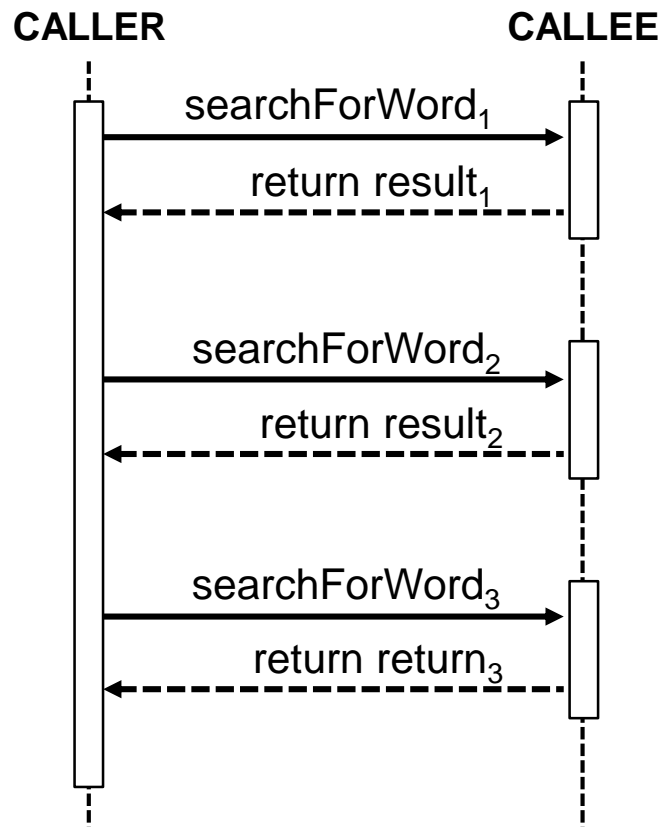 CALLER CALLEE
searchForWord₁
return result₁
searchForWord₂
return result₂
searchForWord₃
return return₃